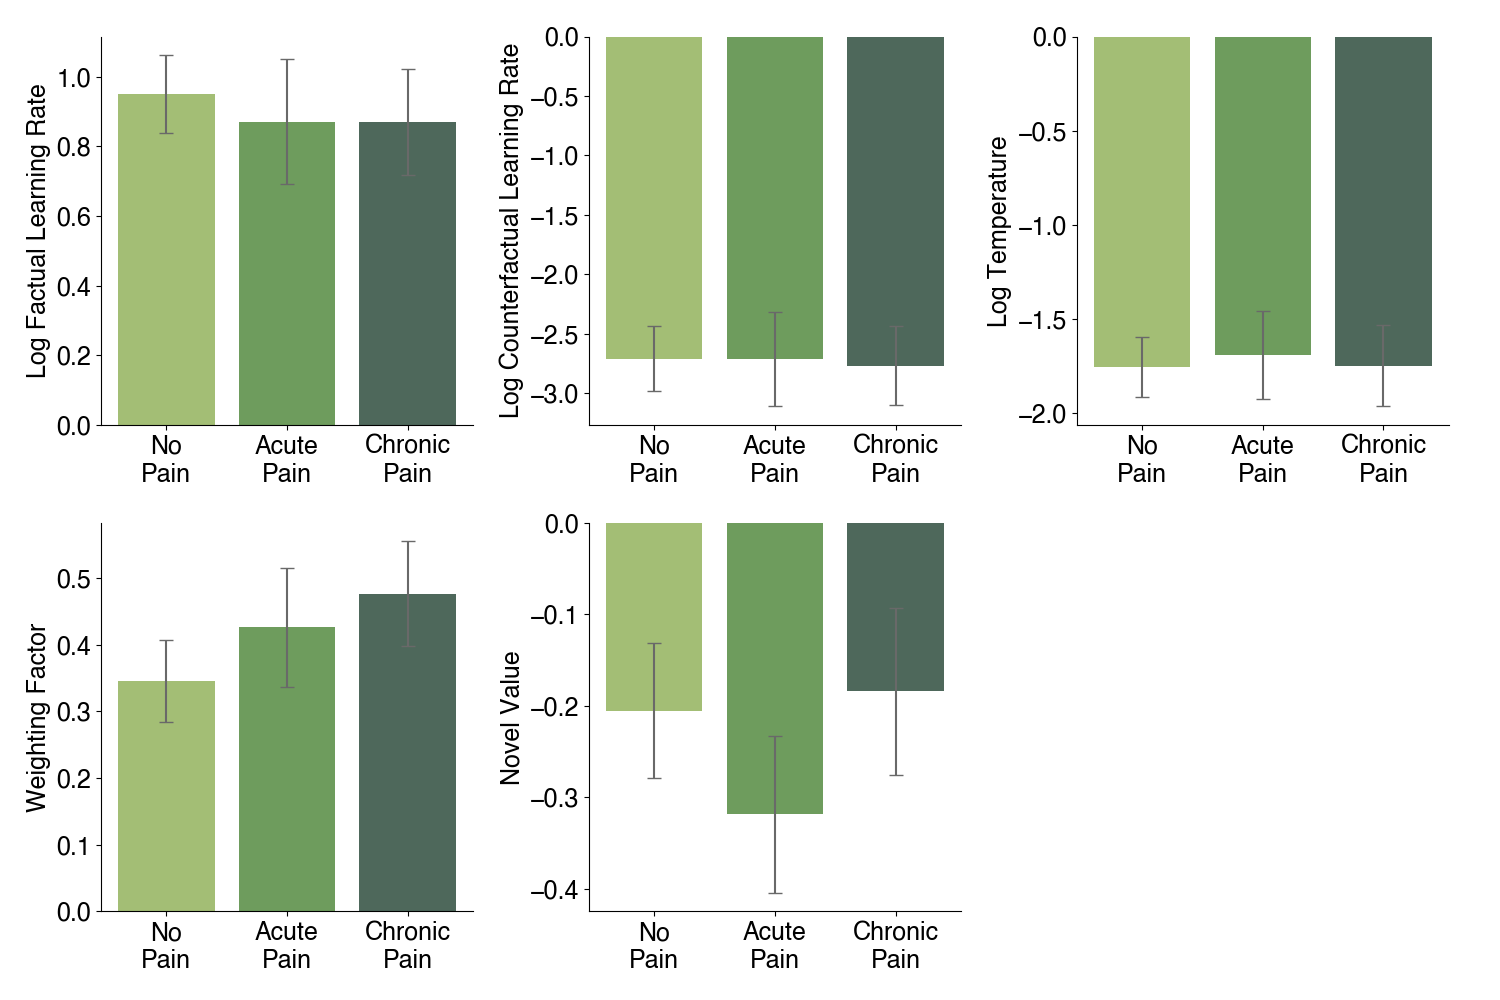 Log Factual Learning Rate
1.0
0.8
0.6
0.4
0.2
0.0
No
Pain
Acute
Pain
Chronic
Pain
Log Counterfactual Learning Rate
0.0
−0.5
−1.0
−1.5
−2.0
−2.5
−3.0
No
Pain
Acute
Pain
Chronic
Pain
Log Temperature
0.0
−0.5
−1.0
−1.5
−2.0
No
Pain
Acute
Pain
Chronic
Pain
Weighting Factor
0.5
0.4
0.3
0.2
0.1
0.0
No
Pain
Acute
Pain
Chronic
Pain
Novel Value
0.0
−0.1
−0.2
−0.3
−0.4
No
Pain
Acute
Pain
Chronic
Pain